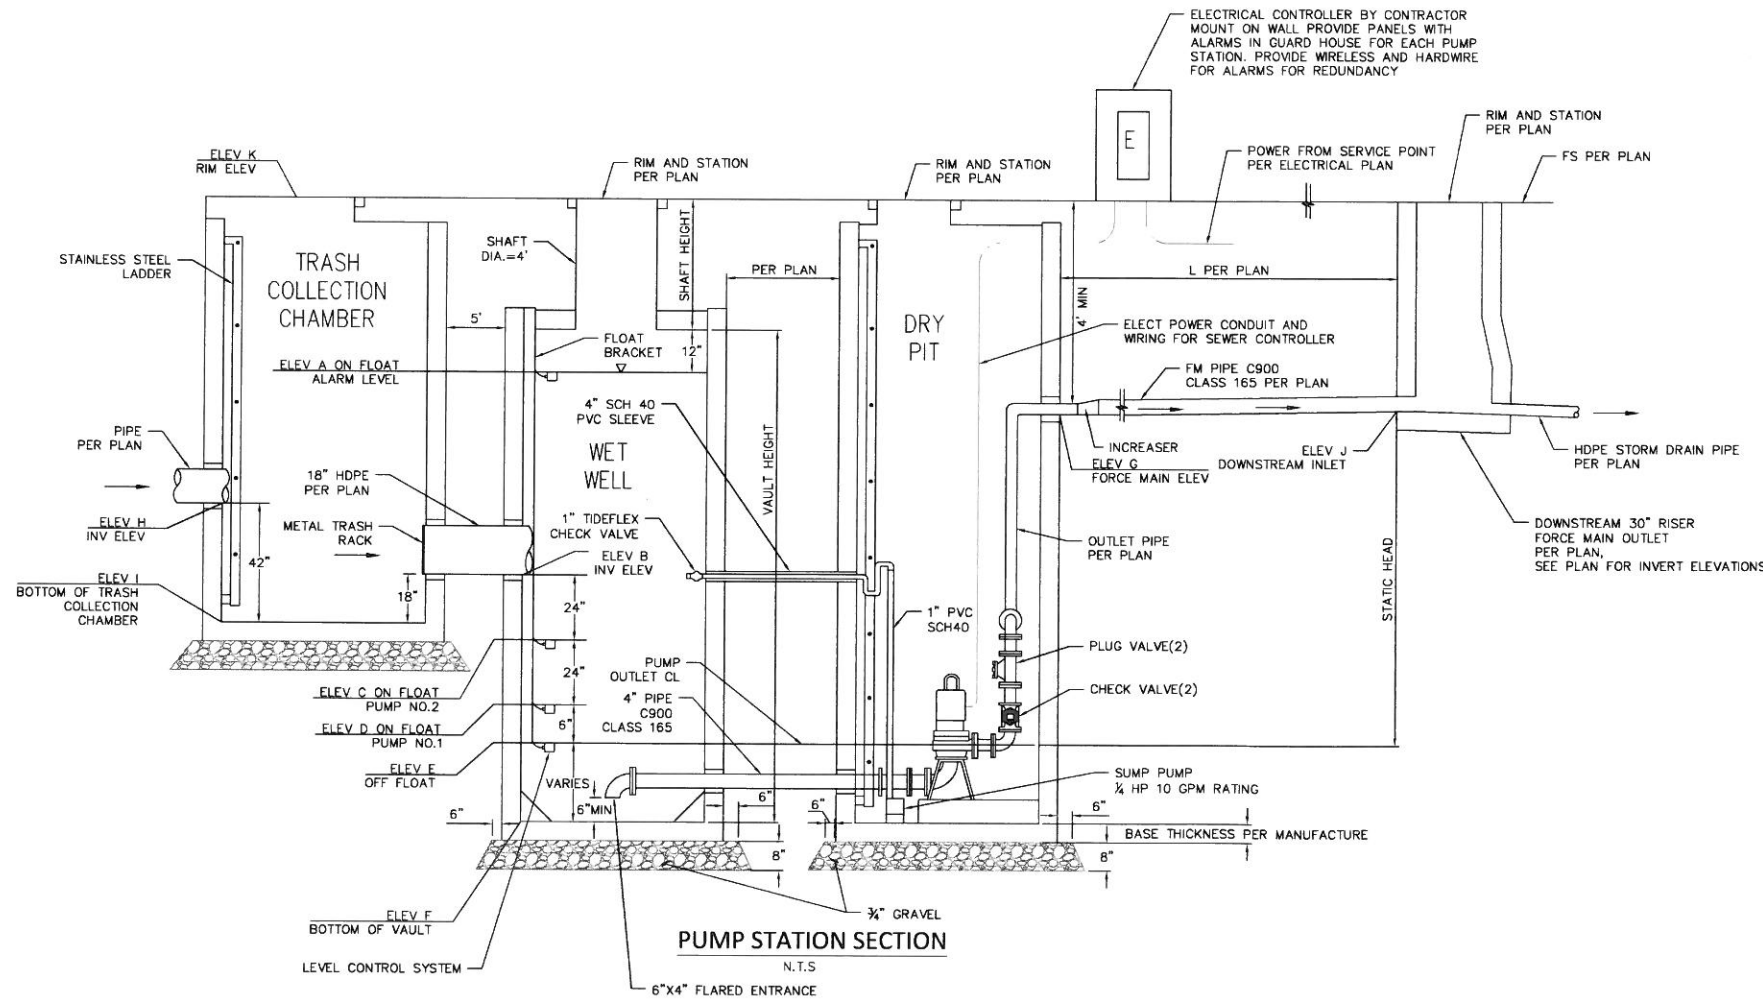 ELECTRICAL CONTROLLER BY CONTRACTOR
MOUNT ON WALL PROVIDE PANELS WITH
ALARMS IN GUARD HOUSE FOR EACH PUMP
STATION. PROVIDE WIRELESS AND HARDWIRE
FOR ALARMS FOR REDUNDANCY
RIM AND STATION
PER PLAN
FS PER PLAN
E
POWER FROM SERVICE POINT
PER ELECTRICAL PLAN
ELEV K
RIM ELEV
RIM AND STATION
PER PLAN
RIM AND STATION
PER PLAN
STAINLESS STEEL
LADDER
TRASH
COLLECTION
CHAMBER
SHAFT
DIA.=4'
SHAFT HEIGHT
PER PLAN
L PER PLAN
4' MIN
5'
FLOAT
BRACKET
12"
DRY
PIT
ELECT POWER CONDUIT AND
WIRING FOR SEWER CONTROLLER
ELEV A ON FLOAT
ALARM LEVEL
FM PIPE C900
CLASS 165 PER PLAN
4" SCH 40
PVC SLEEVE
PIPE
PER PLAN
WET
WELL
VAULT HEIGHT
INCREASER
ELEV G
FORCE MAIN ELEV
ELEV J
DOWNSTREAM INLET
HDPE STORM DRAIN PIPE
PER PLAN
18" HDPE
PER PLAN
ELEV H
INV ELEV
METAL TRASH
RACK
1" TIDEFLEX
CHECK VALVE
ELEV B
INV ELEV
OUTLET PIPE
PER PLAN
DOWNSTREAM 30" RISER
FORCE MAIN OUTLET
PER PLAN,
SEE PLAN FOR INVERT ELEVATIONS
42"
ELEV I
BOTTOM OF TRASH
COLLECTION
CHAMBER
18"
24"
1" PVC
SCH40
STATIC HEAD
PLUG VALVE(2)
24"
PUMP
OUTLET CL
CHECK VALVE(2)
ELEV C ON FLOAT
PUMP NO.2
4" PIPE
C900
CLASS 165
ELEV D ON FLOAT
PUMP NO.1
6"
ELEV E
OFF FLOAT
VARIES
SUMP PUMP
¼ HP 10 GPM RATING
6"
6"MIN
6"
6"
6"
BASE THICKNESS PER MANUFACTURE
8"
8"
ELEV F
BOTTOM OF VAULT
¾" GRAVEL
PUMP STATION SECTION
N.T.S
LEVEL CONTROL SYSTEM
6"X4" FLARED ENTRANCE